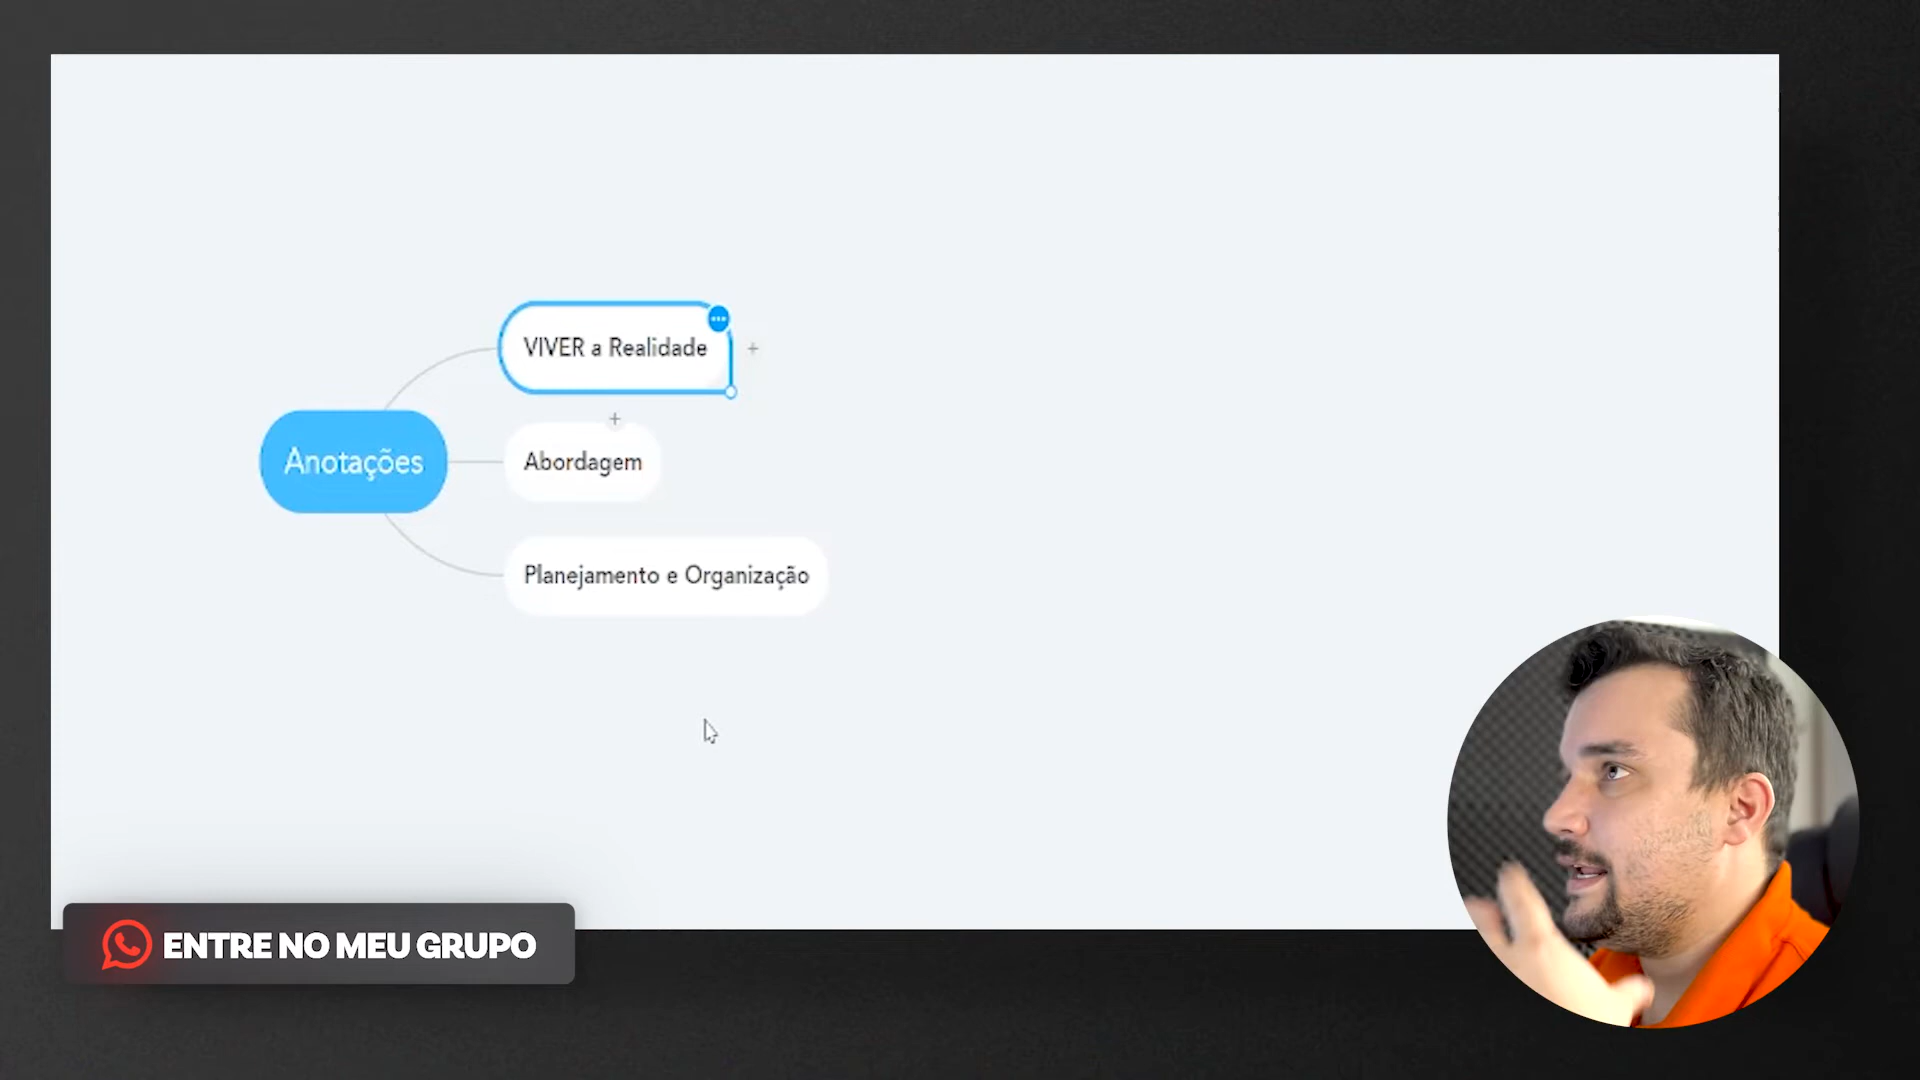 VIVER a Realidade
Anotações
Abordagem
Planejamento e Organização
ENTRE NO MEU GRUPO